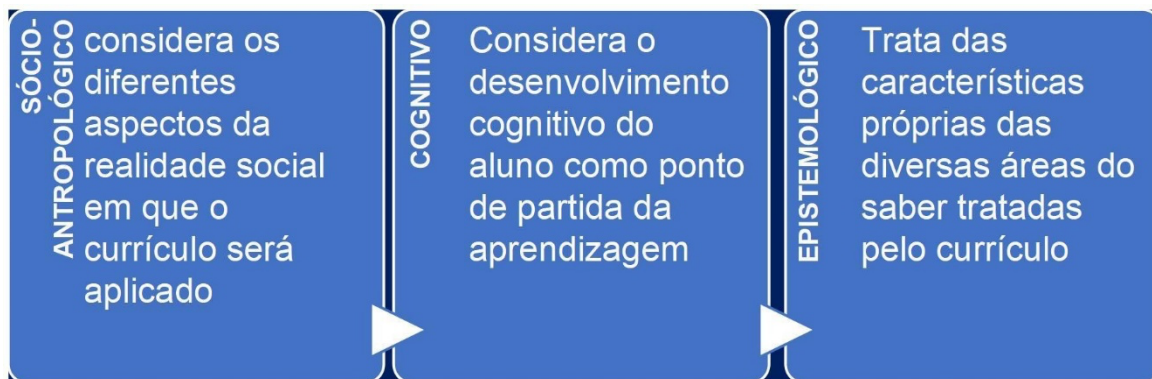 SÓCIO-
ANTROPOLÓGICO
considera os
diferentes
aspectos da
realidade social
em que o
currículo será
aplicado
COGNITIVO
Considera o
desenvolvimento
cognitivo do
aluno como ponto
de partida da
aprendizagem
EPISTEMOLÓGICO
Trata das
características
próprias das
diversas áreas do
saber tratadas
pelo currículo